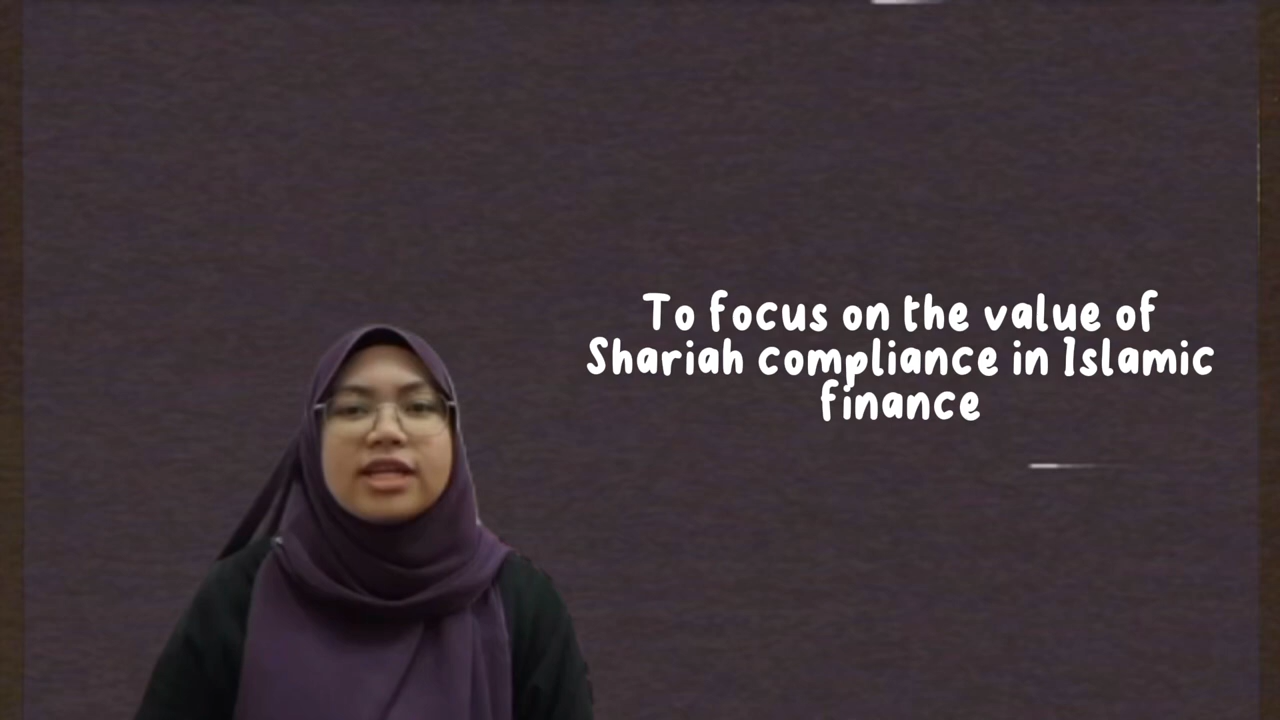 To focus on the value of
Shariah compliance in Islamic
finance